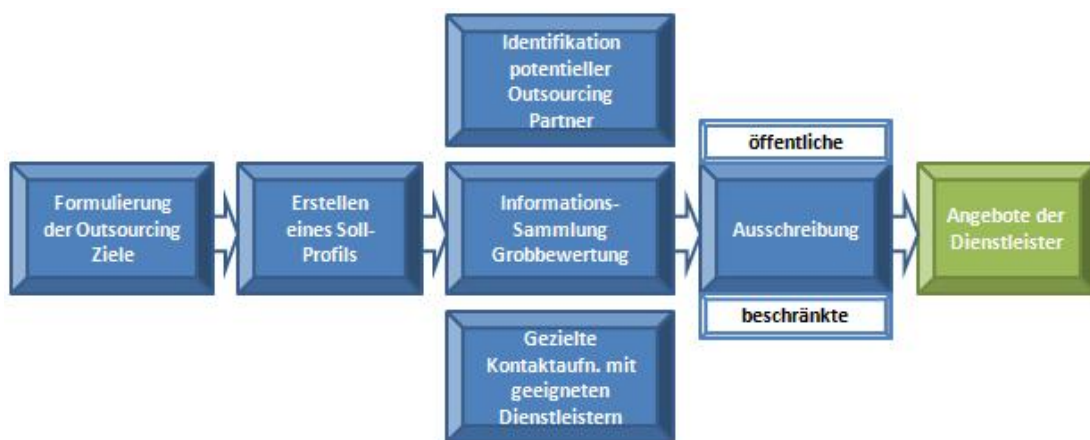 Formulierung
der Outsourcing
Ziele
Erstellen
eines Soll-
Profils
Identifikation
potentieller
Outsourcing
Partner
Informations-
Sammlung
Grobbewertung
Gezielte
Kontaktaufn. mit
geeigneten
Dienstleistern
öffentliche
Ausschreibung
beschränkte
Angebote der
Dienstleister